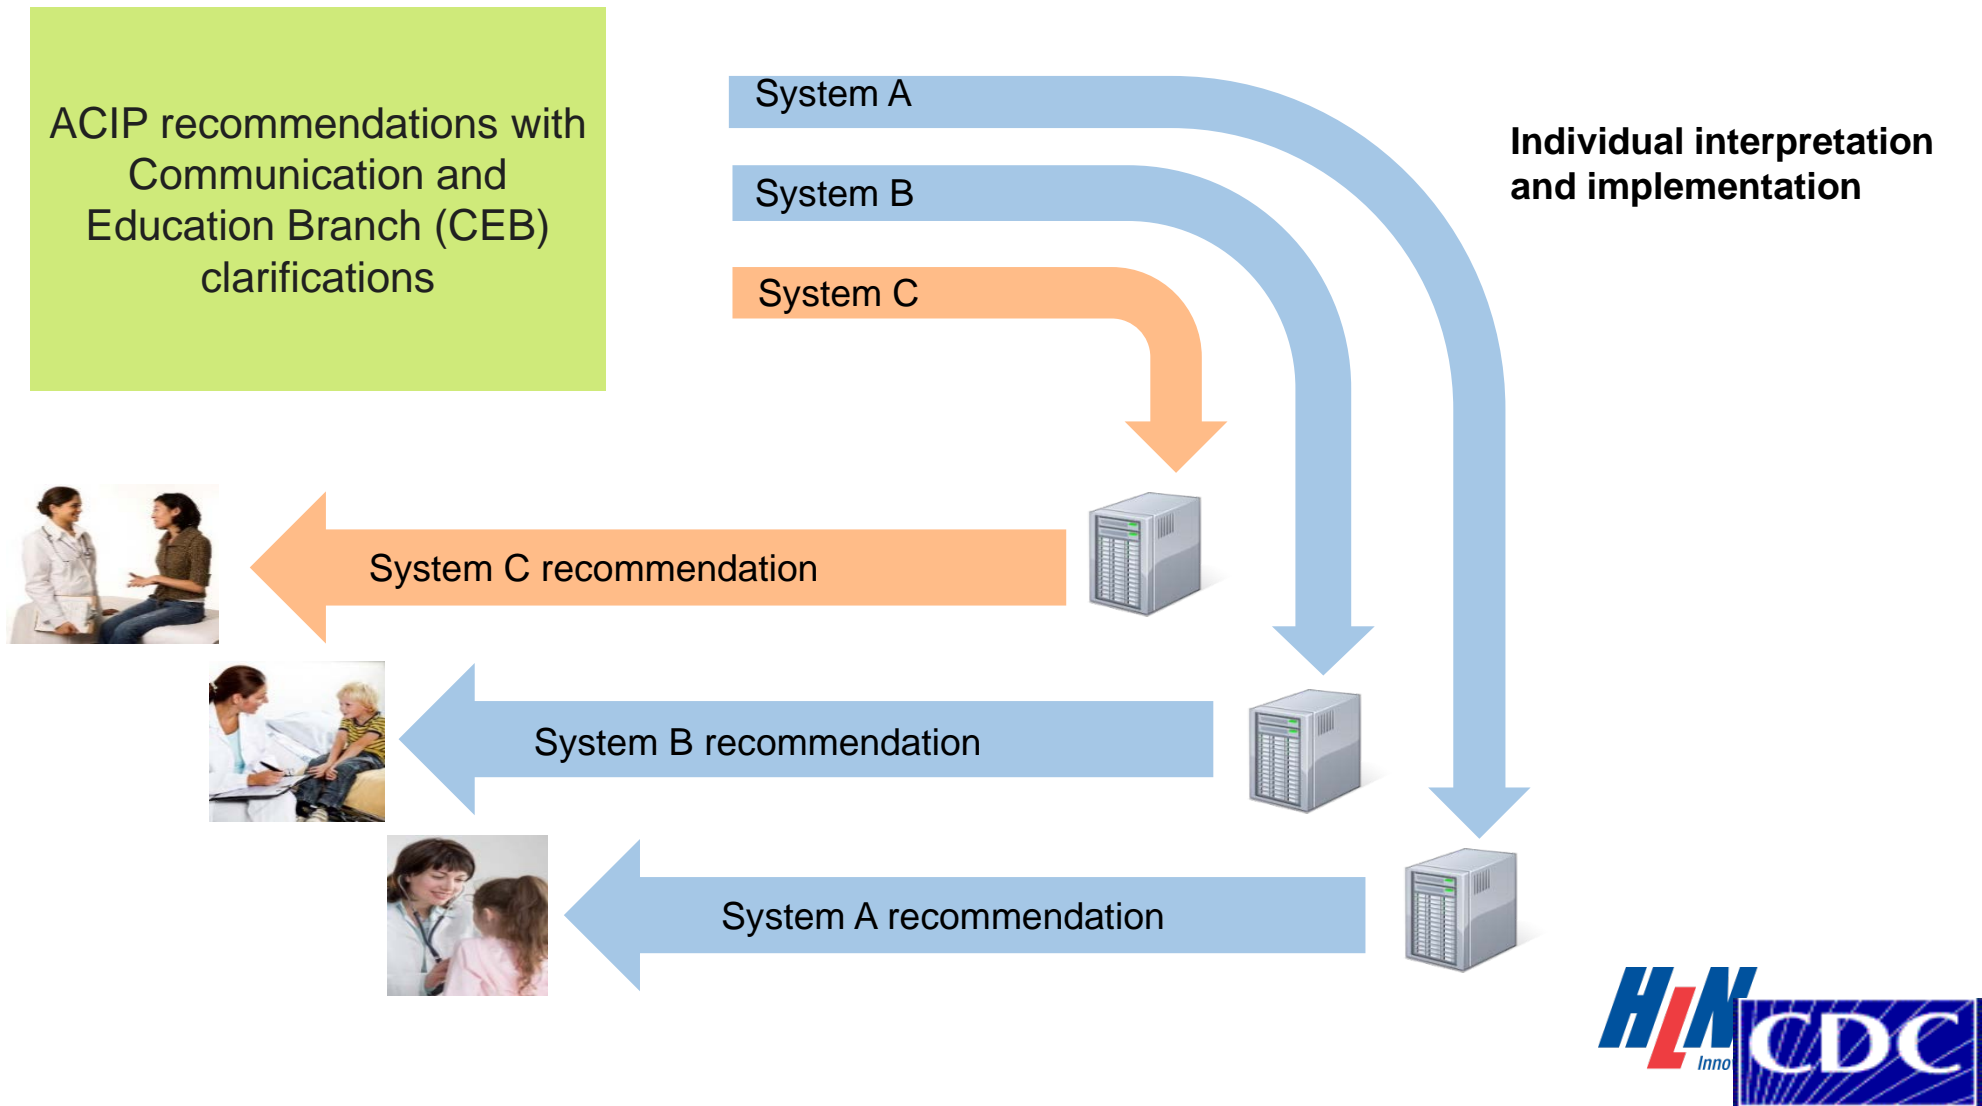 ACIP recommendations with
Communication and
Education Branch (CEB)
clarifications
System A
System B
System C
Individual interpretation
and implementation
System C recommendation
System B recommendation
System A recommendation
HLN
Inno
CDC